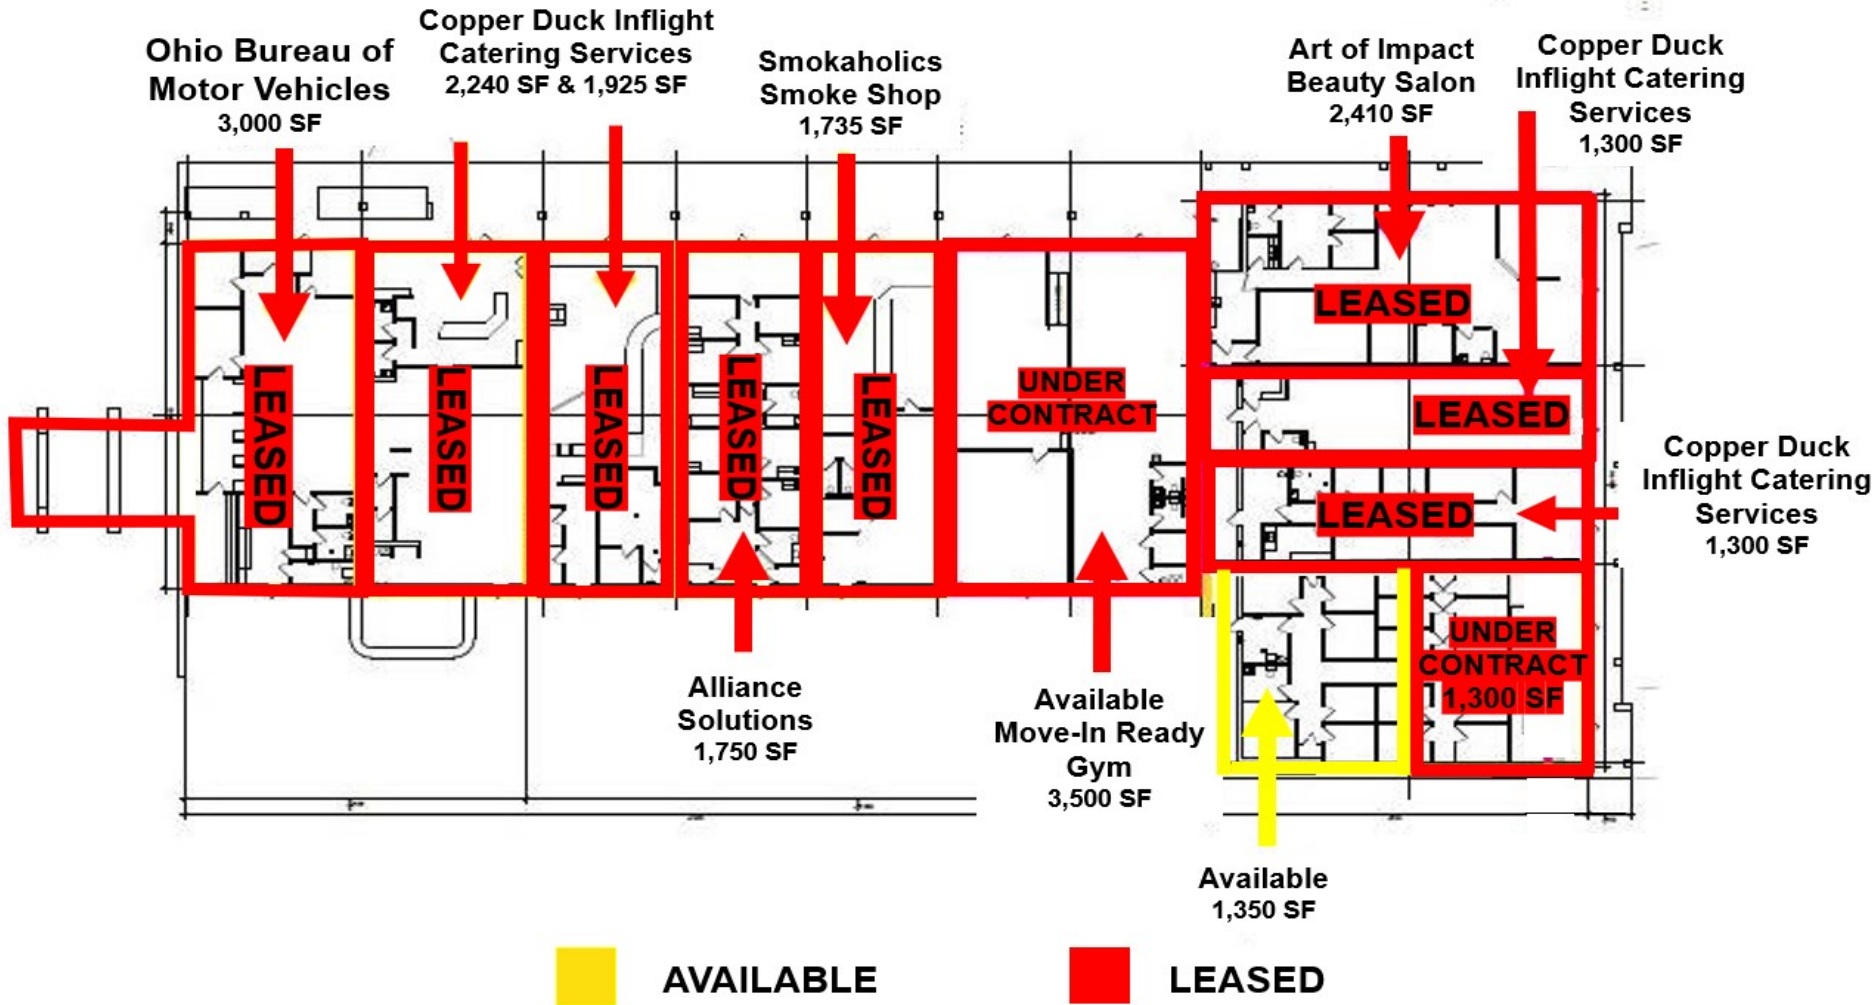 Ohio Bureau of
Motor Vehicles
3,000 SF
Copper Duck Inflight
Catering Services
2,240 SF & 1,925 SF
Smokaholics
Smoke Shop
1,735 SF
Art of Impact
Beauty Salon
2,410 SF
Copper Duck
Inflight Catering
Services
1,300 SF
LEASED
LEASED
LEASED
LEASED
LEASED
UNDER
CONTRACT
LEASED
LEASED
LEASED
Copper Duck
Inflight Catering
Services
1,300 SF
UNDER
CONTRACT
1,300 SF
Alliance
Solutions
1,750 SF
Available
Move-In Ready
Gym
3,500 SF
Available
1,350 SF
AVAILABLE
LEASED